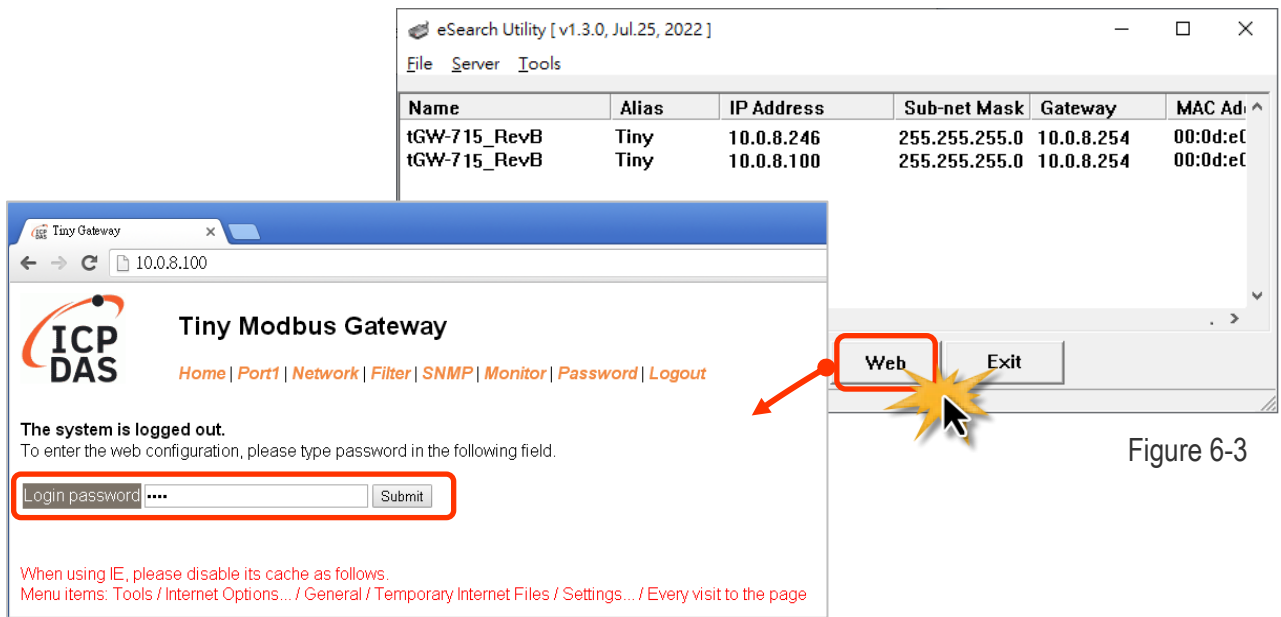 eSearch Utility [ v1.3.0, Jul.25, 2022 ]
File Server Tools
Name Alias IP Address Sub-net Mask Gateway MAC
tGW-715_RevB Tiny 10.0.8.246 255.255.255.0 10.0.8.254
tGW-715_RevB Tiny 10.0.8.100 255.255.255.0 10.0.8.254
Web Exit
Figure 6-3
Tiny Gateway
10.0.8.100
ICP
DAS
Tiny Modbus Gateway
Home | Port1 | Network | Filter | SNMP | Monitor | Password | Logout
The system is logged out.
To enter the web configuration, please type password in the following field.
Login password •••• Submit
When using IE, please disable its cache as follows.
Menu items: Tools / Internet Options... / General / Temporary Internet Files / Settings... / Every visit to the page